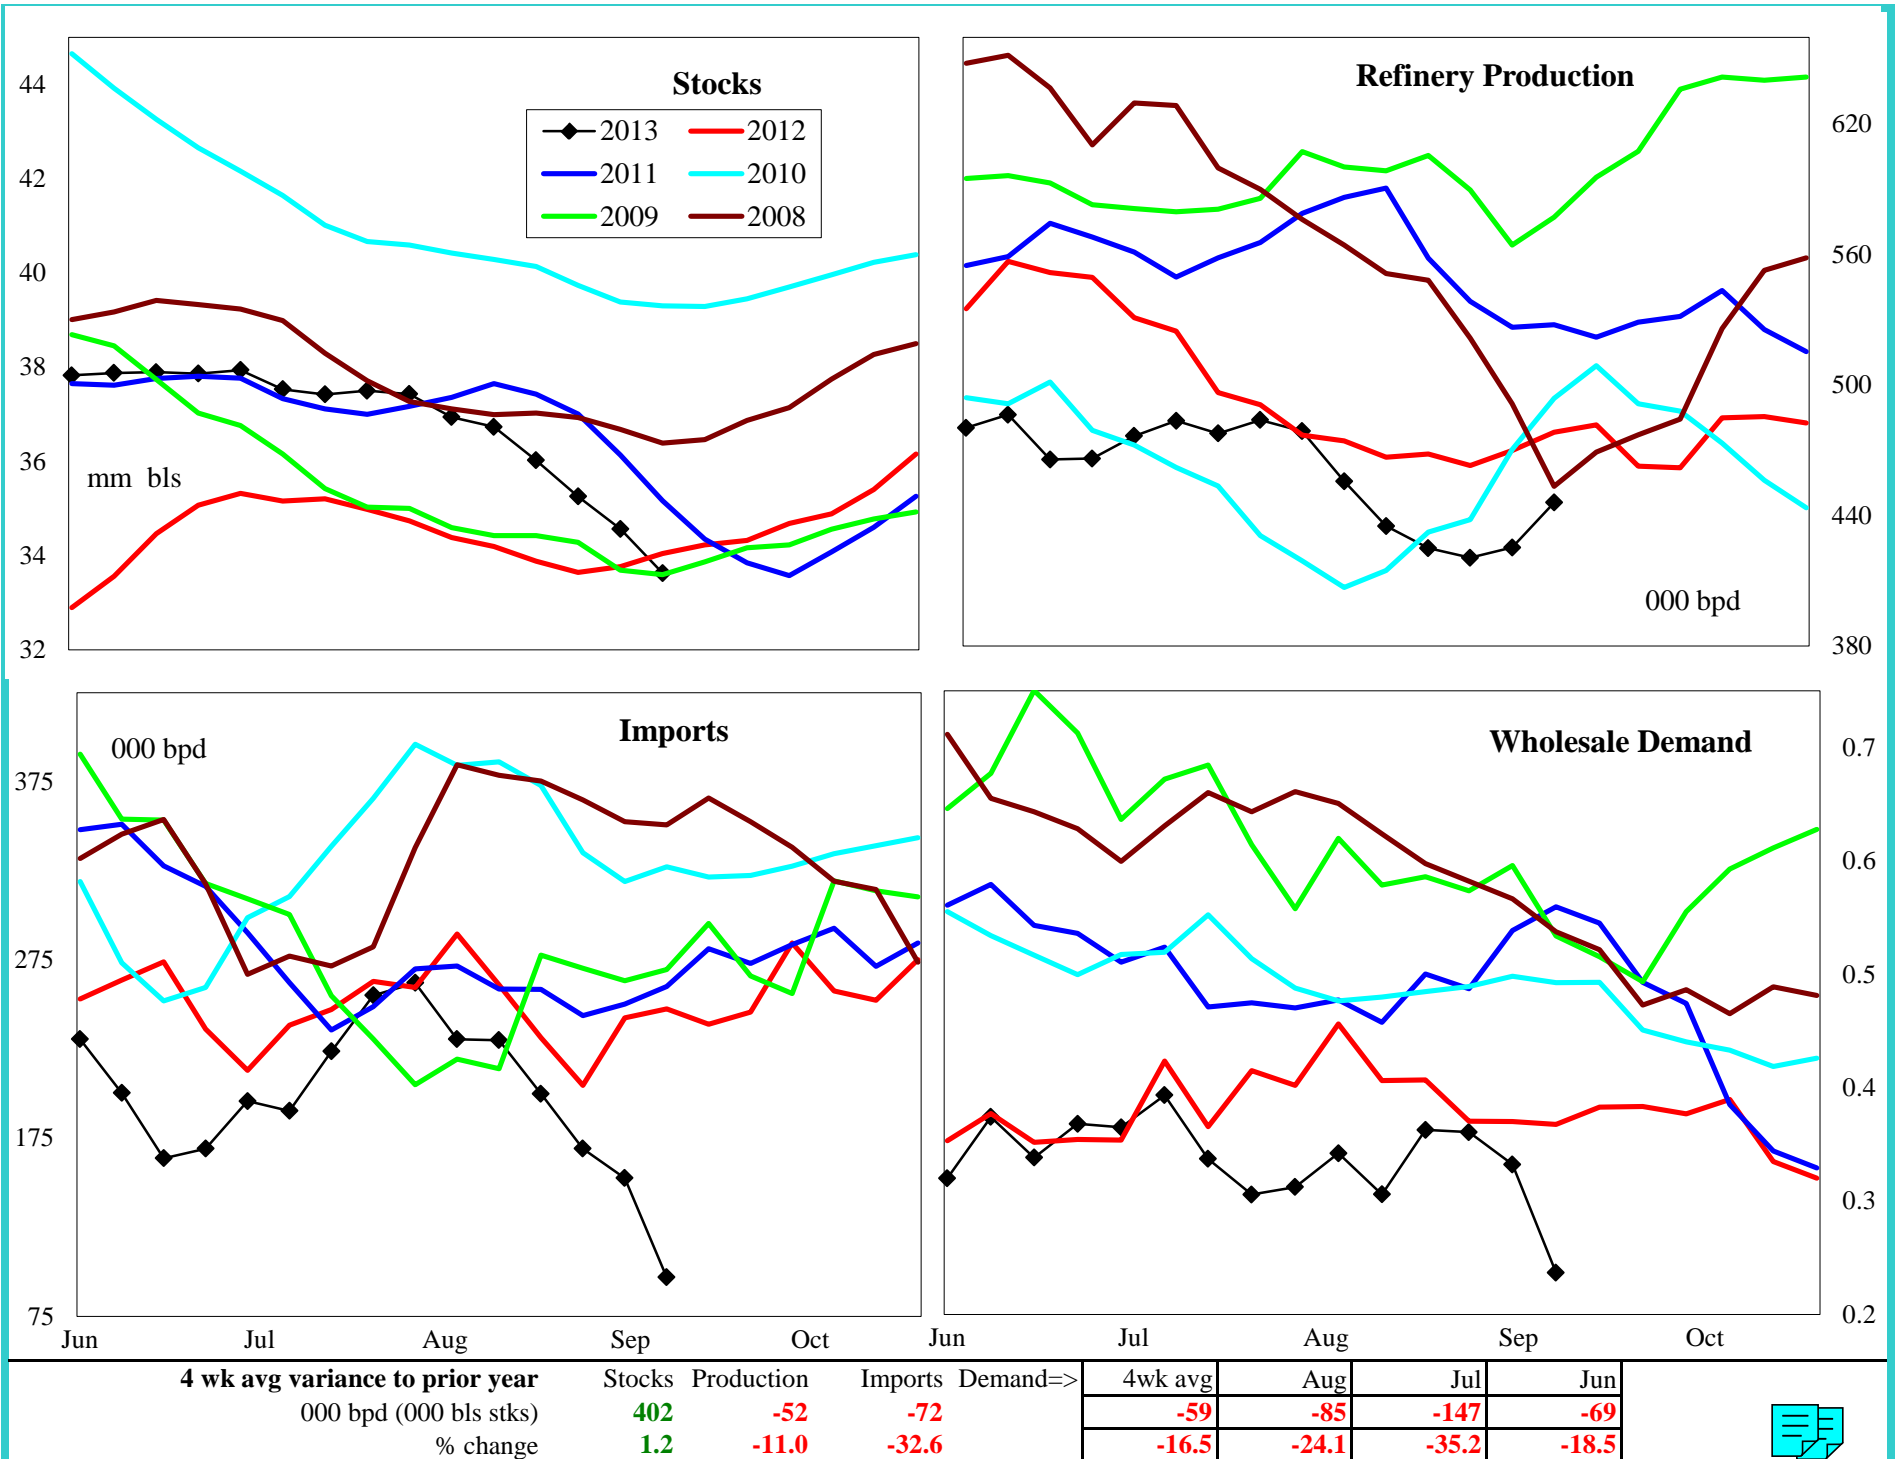 Stocks
44
42
40
38
36
34
32
2013 2012
2011 2010
2009 2008
mm bls
Refinery Production
620
560
500
440
380
000 bpd
Imports
000 bpd
375
275
175
75
Jun Jul Aug Sep Oct
Wholesale Demand
0.7
0.6
0.5
0.4
0.3
0.2
Jun Jul Aug Sep Oct
4 wk avg variance to prior year Stocks Production Imports Demand=> 4wk avg Aug Jul Jun
000 bpd (000 bls stks) 402 -52 -72 -59 -85 -147 -69
% change 1.2 -11.0 -32.6 -16.5 -24.1 -35.2 -18.5